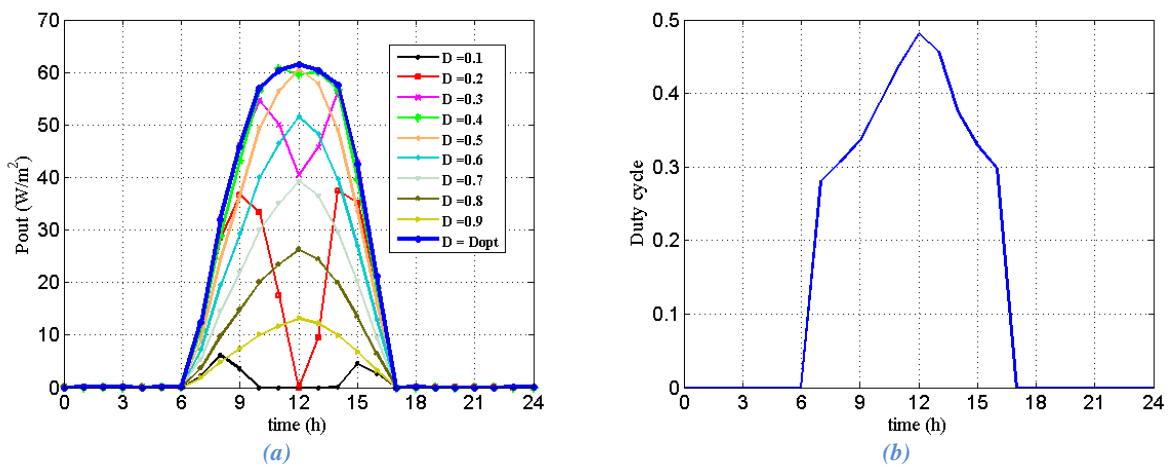 70
60
50
40
30
20
10
0
Pout (W/m²)
D =0.1
D =0.2
D =0.3
D =0.4
D =0.5
D =0.6
D =0.7
D =0.8
D =0.9
D = Dopt
0 3 6 9 12 15 18 21 24
time (h)
(a)
0.5
0.4
0.3
0.2
0.1
0
Duty cycle
0 3 6 9 12 15 18 21 24
time (h)
(b)